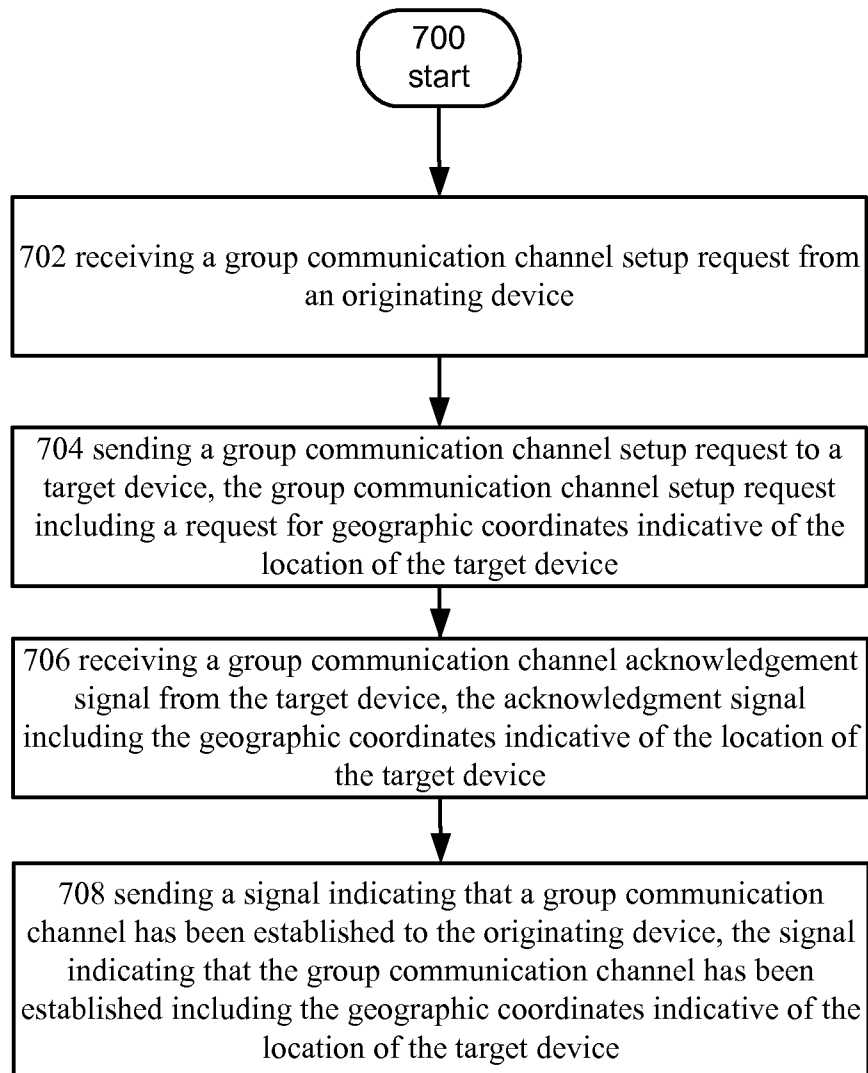 700
start
702 receiving a group communication channel setup request from
an originating device
704 sending a group communication channel setup request to a
target device, the group communication channel setup request
including a request for geographic coordinates indicative of the
location of the target device
706 receiving a group communication channel acknowledgement
signal from the target device, the acknowledgment signal
including the geographic coordinates indicative of the location of
the target device
708 sending a signal indicating that a group communication
channel has been established to the originating device, the signal
indicating that the group communication channel has been
established including the geographic coordinates indicative of the
location of the target device